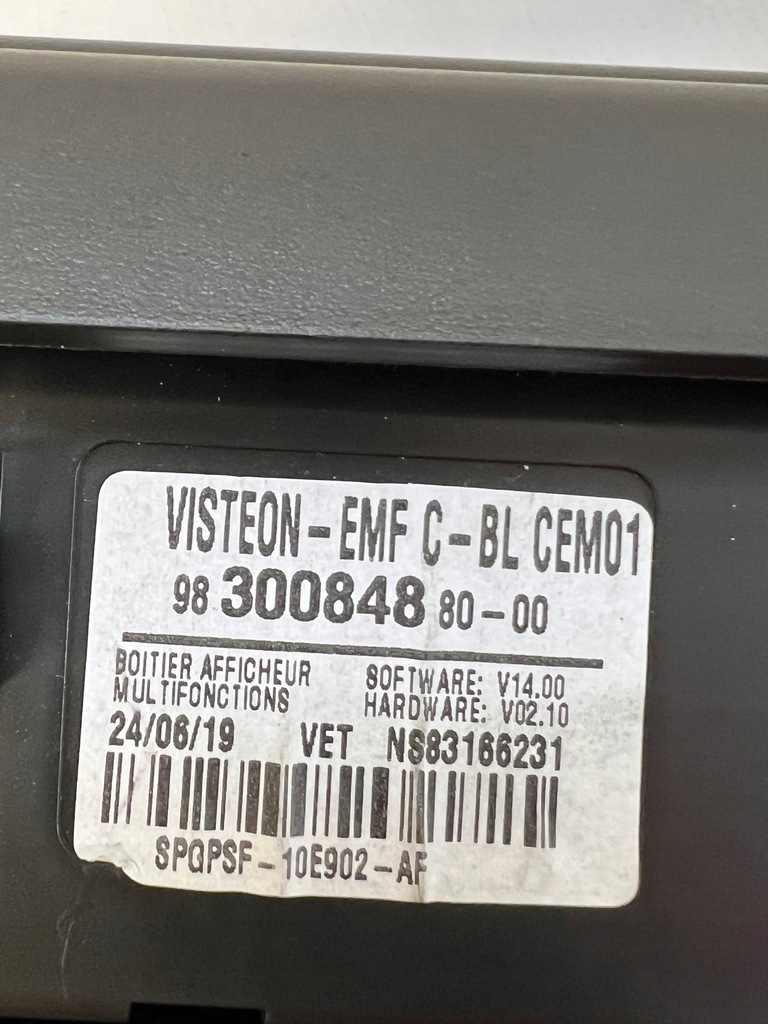 VISTEON-EMF C-BL CEM01
98 300848 80-00
BOITIER AFFICHEUR SOFTWARE: V14.00
MULTIFONCTIONS HARDWARE: V02.10
24/06/19 VET NS83166231
SPQPSF-10E902-AF